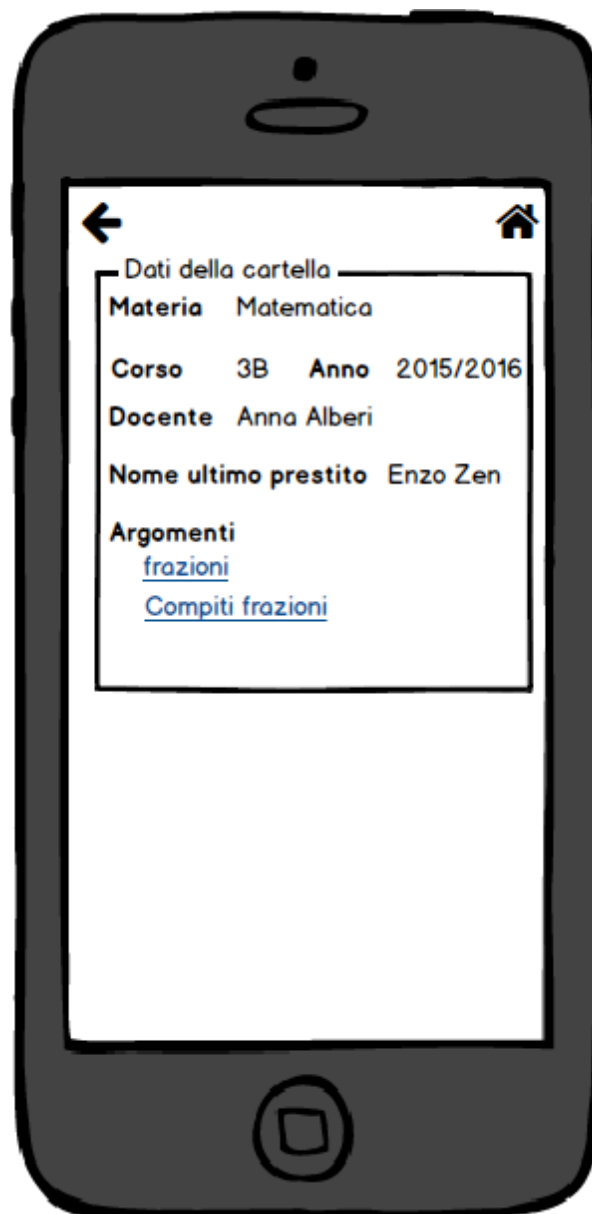 Dati della cartella
Materia Matematica
Corso 3B Anno 2015/2016
Docente Anna Alberi
Nome ultimo prestito Enzo Zen
Argomenti
frazioni
Compiti frazioni